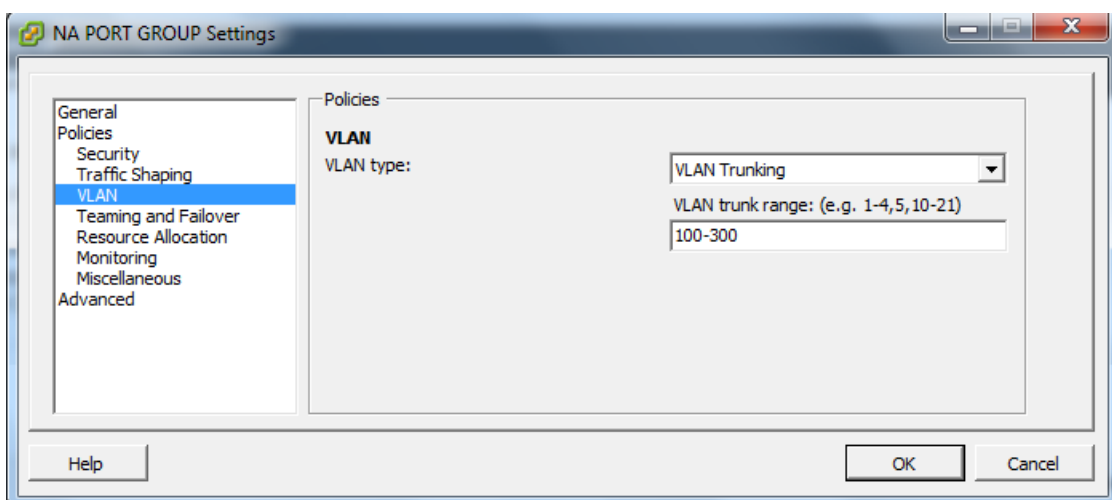 NA PORT GROUP Settings
General
Policies
Security
Traffic Shaping
VLAN
Teaming and Failover
Resource Allocation
Monitoring
Miscellaneous
Advanced
Policies
VLAN
VLAN type:
VLAN Trunking
VLAN trunk range: (e.g. 1-4,5,10-21)
100-300
Help
OK
Cancel